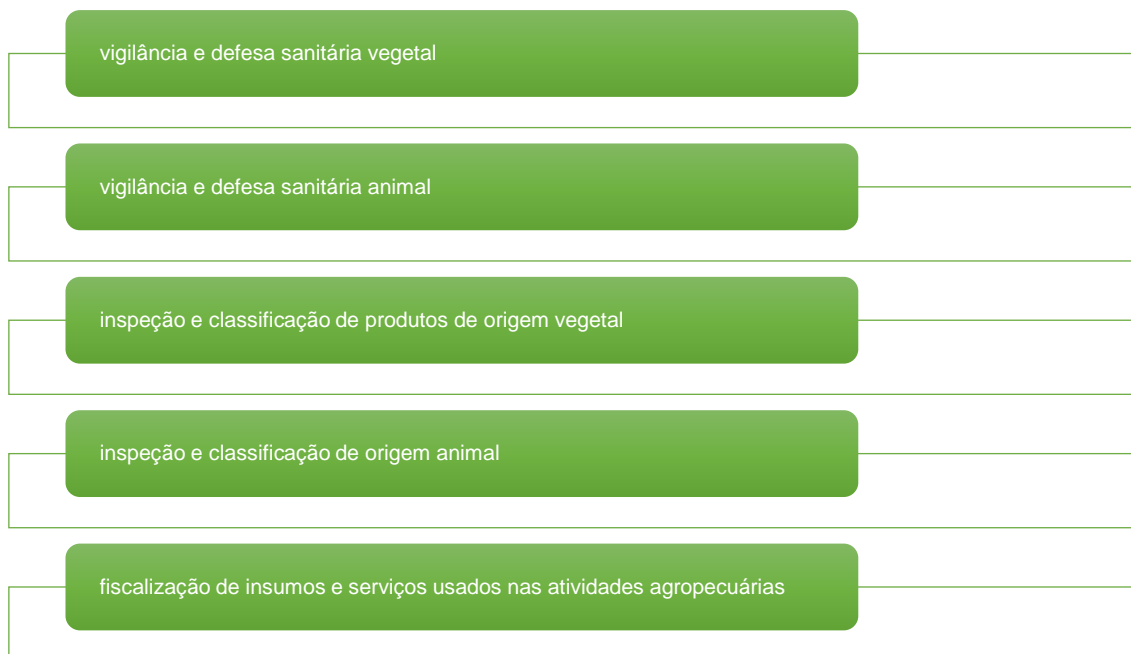 vigilância e defesa sanitária vegetal
vigilância e defesa sanitária animal
inspeção e classificação de produtos de origem vegetal
inspeção e classificação de origem animal
fiscalização de insumos e serviços usados nas atividades agropecuárias